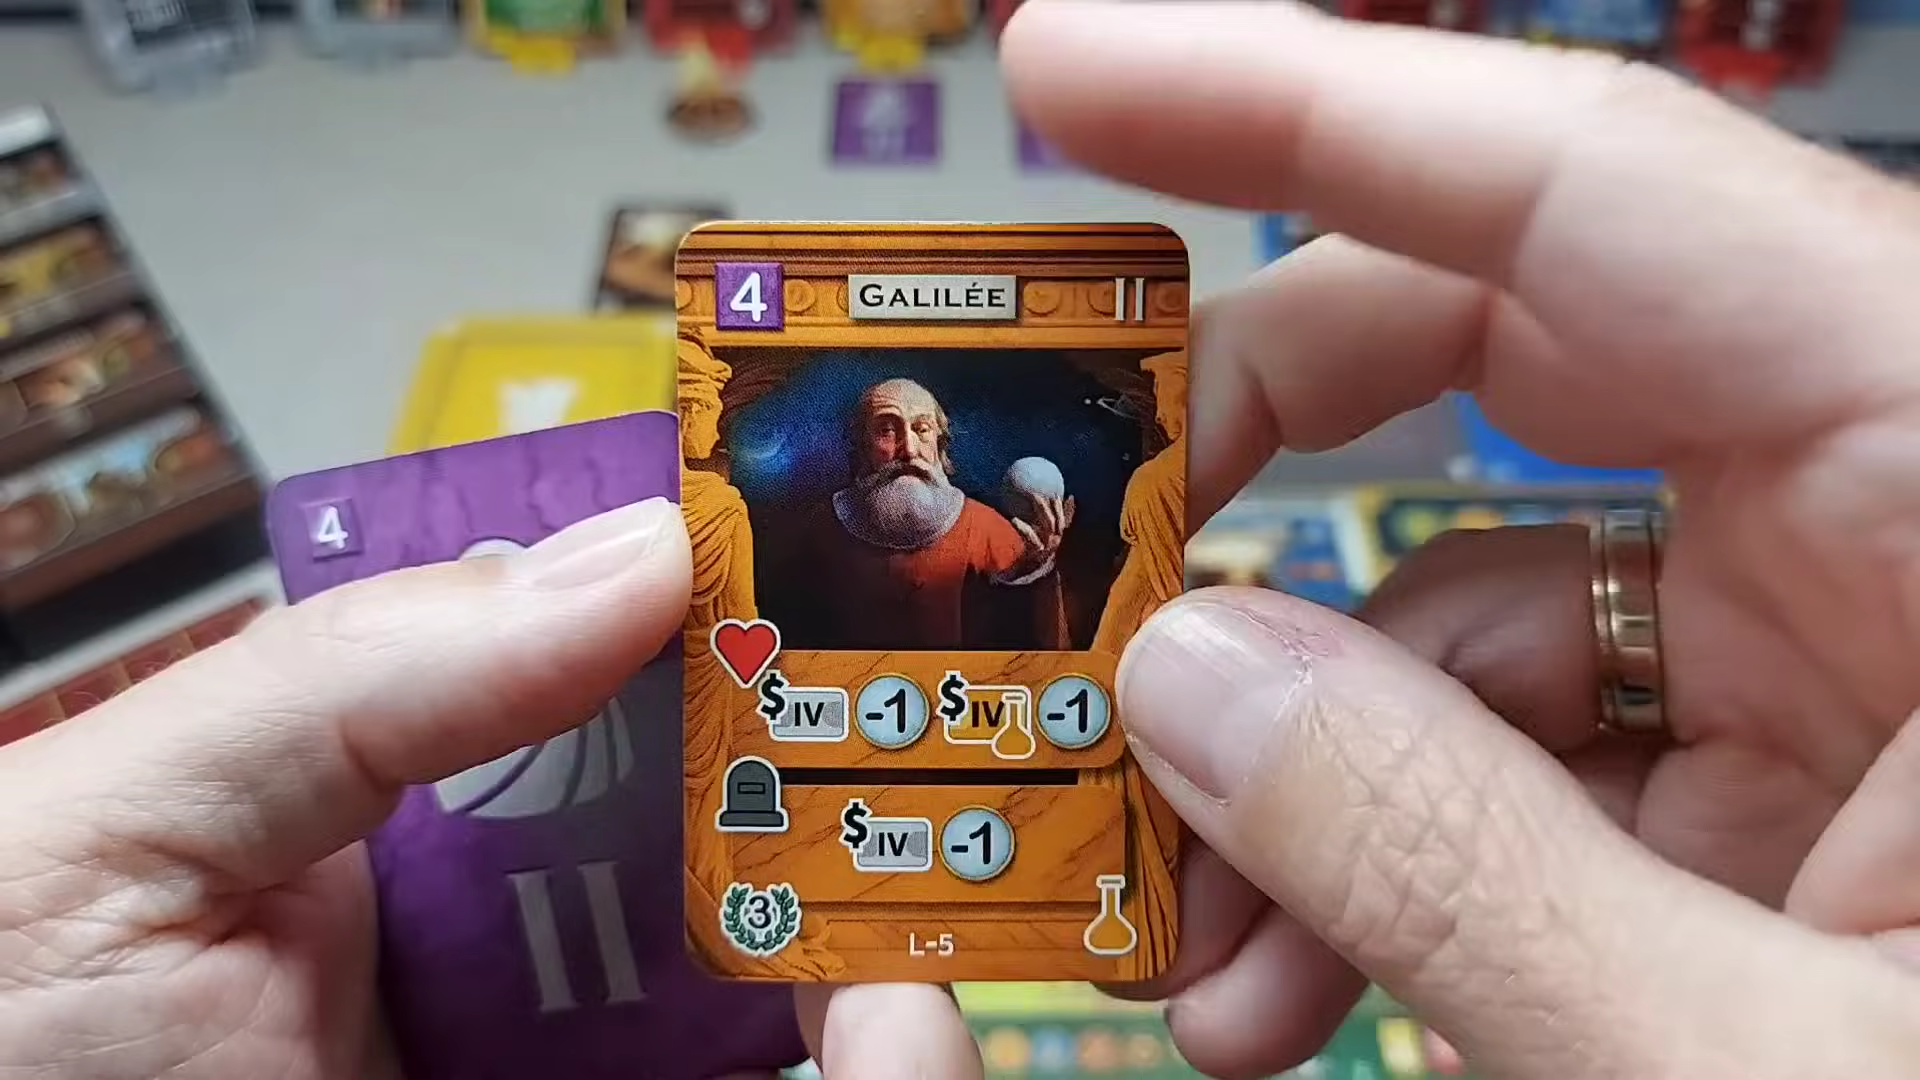 4 GALILÉE II
4
$ IV -1 $ IV -1
$ IV -1
II
3 L-5